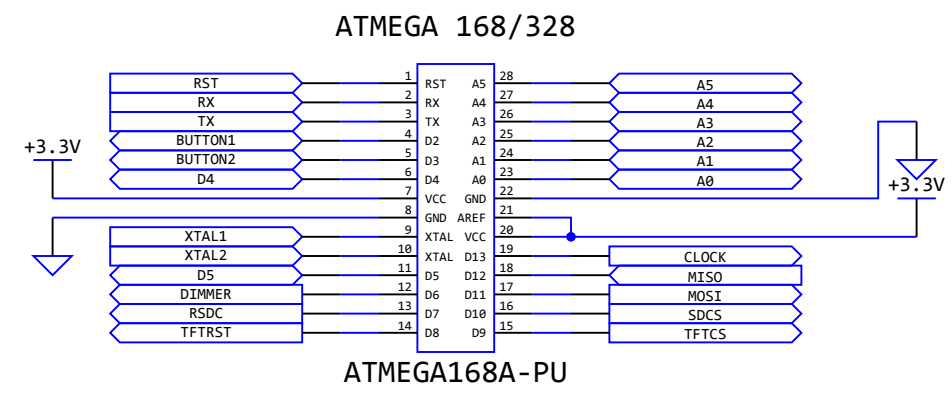 ATMEGA 168/328
RST 1 RST A5 28 A5
RX 2 RX A4 27 A4
TX 3 TX A3 26 A3
BUTTON1 4 D2 A2 25 A2
+3.3V
BUTTON2 5 D3 A1 24 A1
D4 6 D4 A0 23 A0
+3.3V
7 VCC GND 22
8 GND AREF 21
XTAL1 9 XTAL VCC 20
XTAL2 10 XTAL D13 19 CLOCK
D5 11 D5 D12 18 MISO
DIMMER 12 D6 D11 17 MOSI
RSDC 13 D7 D10 16 SDCS
TFTRST 14 D8 D9 15 TFTCS
ATMEGA168A-PU